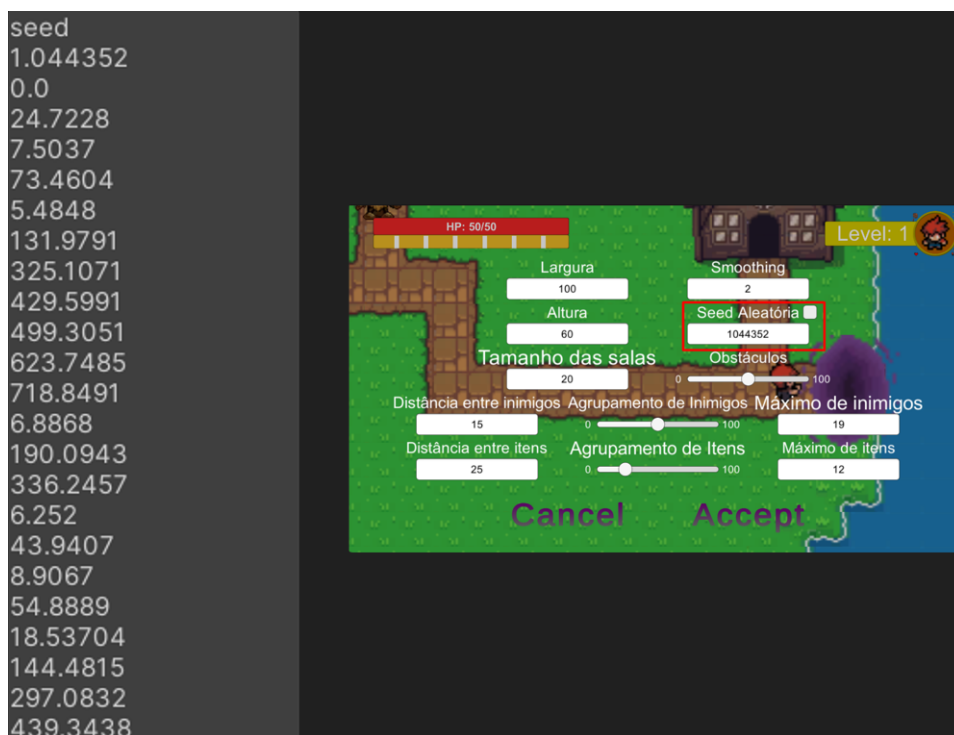 seed
1.044352
0.0
24.7228
7.5037
73.4604
5.4848
131.9791
325.1071
429.5991
499.3051
623.7485
718.8491
6.8868
190.0943
336.2457
6.252
43.9407
8.9067
54.8889
18.53704
144.4815
297.0832
439.3438
HP: 50/50
Level: 1
Largura
Smoothing
100
2
Altura
Seed Aleatória
60
1044352
Tamanho das salas
Obstáculos
20
0
100
Distância entre inimigos
Agrupamento de Inimigos
Máximo de inimigos
15
0
100
19
Distância entre itens
Agrupamento de Itens
Máximo de itens
25
0
100
12
Cancel
Accept